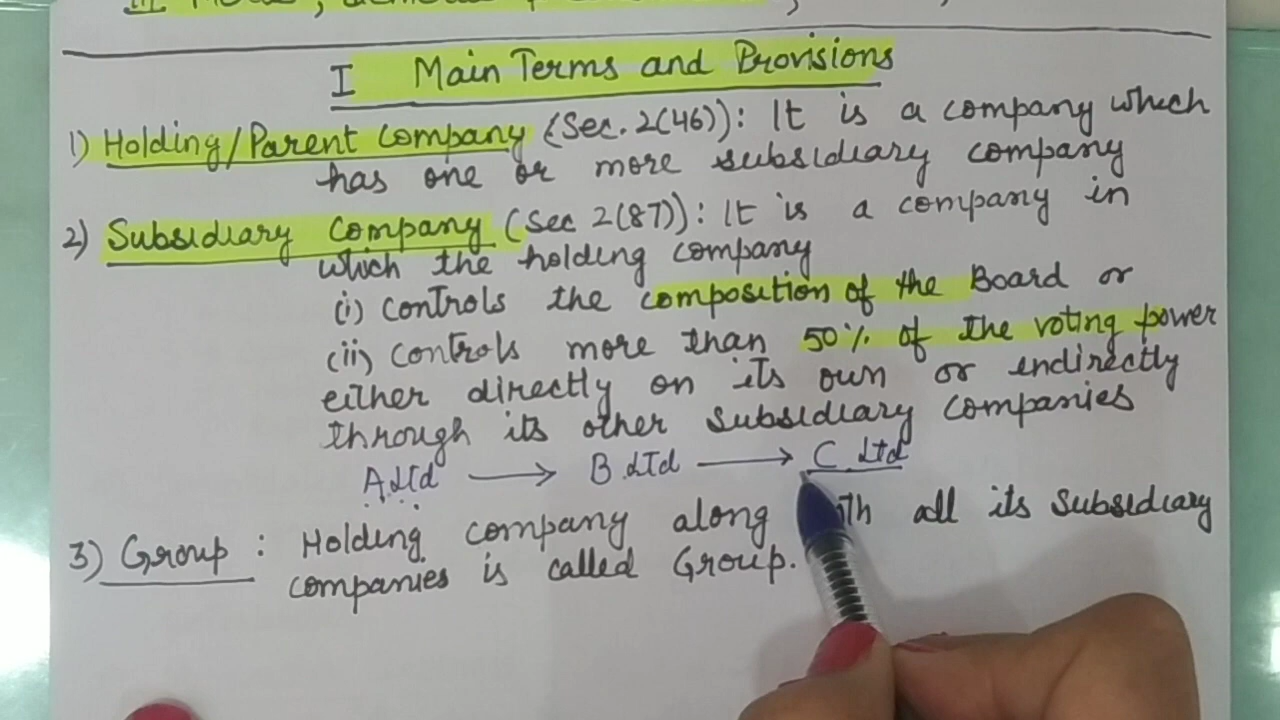 I Main Terms and Provisions
1) Holding/Parent Company (Sec. 2(46)): It is a company which
has one or more subsidiary company
2) Subsidiary Company (Sec 2(87)): It is a company in
which the holding company
(i) controls the composition of the Board or
(ii) controls more than 50% of the voting power
either directly on its own or indirectly
through its other subsidiary companies
A Ltd → B Ltd → C Ltd
3) Group: Holding company along all its subsidiary
companies is called Group.